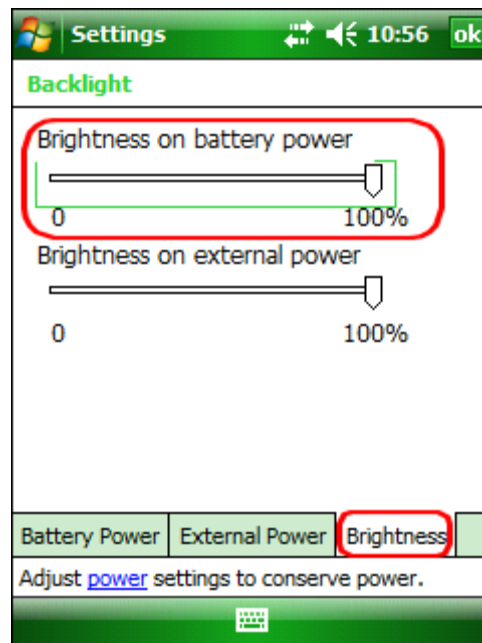 Settings 10:56 ok
Backlight
Brightness on battery power
0 100%
Brightness on external power
0 100%
Battery Power External Power Brightness
Adjust power settings to conserve power.